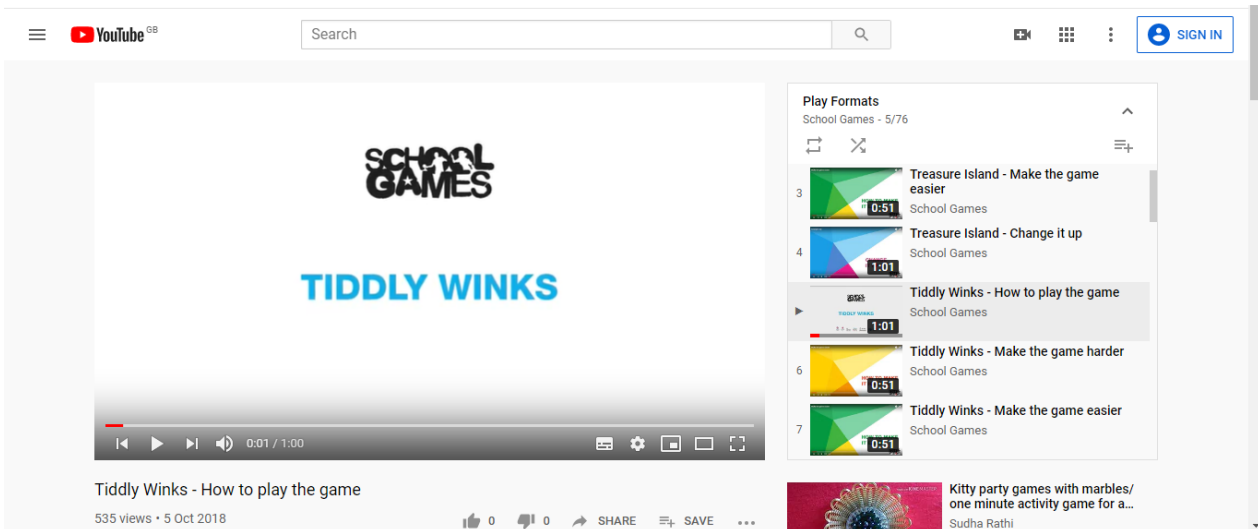 YouTube GB
Search
SIGN IN
SCHOOL
GAMES
TIDDLY WINKS
0:01 / 1:00
Tiddly Winks - How to play the game
535 views • 5 Oct 2018
0
0
SHARE
SAVE
Play Formats
School Games - 5/76
3
0:51
Treasure Island - Make the game
easier
School Games
4
1:01
Treasure Island - Change it up
School Games
SCHOOL
GAMES
TIDDLY WINKS
1:01
Tiddly Winks - How to play the game
School Games
6
0:51
Tiddly Winks - Make the game harder
School Games
7
0:51
Tiddly Winks - Make the game easier
School Games
Kitty party games with marbles/
one minute activity game for a...
Sudha Rathi